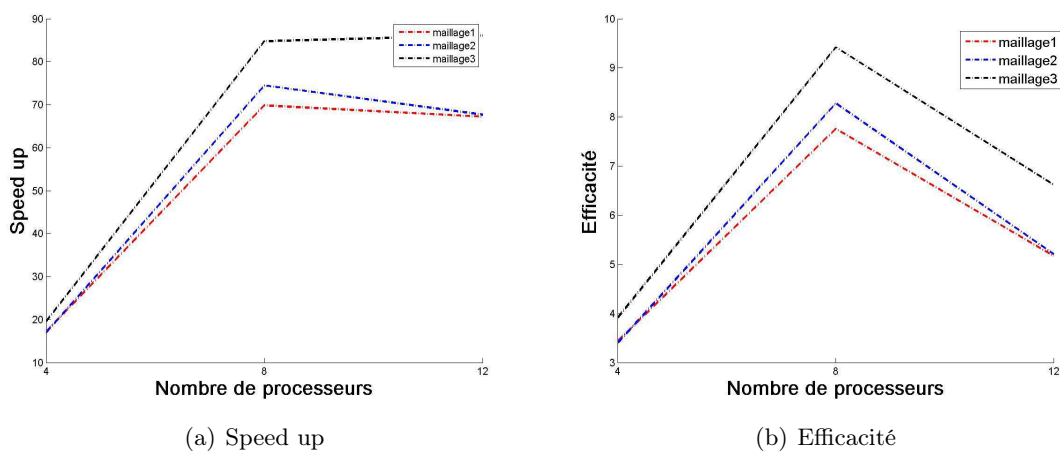 90
80
70
60
50
40
30
20
10
Speed up
4
8
12
Nombre de processeurs
maillage1
maillage2
maillage3
(a) Speed up
10
9
8
7
6
5
4
3
Efficacité
4
8
12
Nombre de processeurs
maillage1
maillage2
maillage3
(b) Efficacité